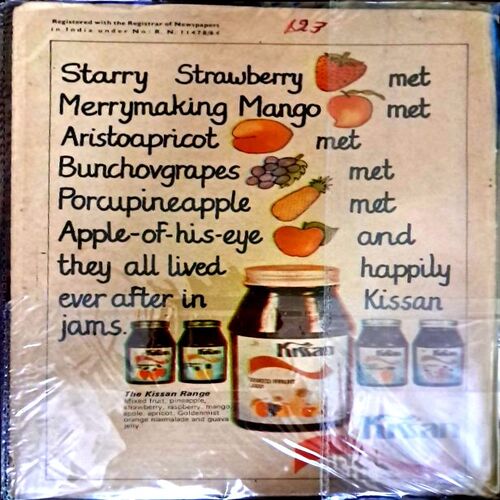 Registered with the Registrar of Newspapers
in India under No: R. N. 11478/64
123
Starry Strawberry met
Merrymaking Mango met
Aristoapricot met
Bunchovgrapes met
Porcupineapple met
Apple-of-his-eye and
they all lived happily
ever after in Kissan
jams.
Kissan
Kissan
Kissan
The Kissan Range
Mixed fruit, pineapple,
strawberry, raspberry, mango,
apple, apricot, Goldenmist
orange marmalade and guava
jelly.
Kissan